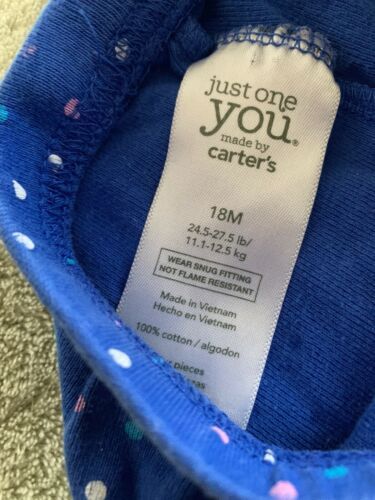 just one
you®
made by
carter's
18M
24.5-27.5 lb/
11.1-12.5 kg
WEAR SNUG FITTING
NOT FLAME RESISTANT
Made in Vietnam
Hecho en Vietnam
100% cotton / algodon
pieces